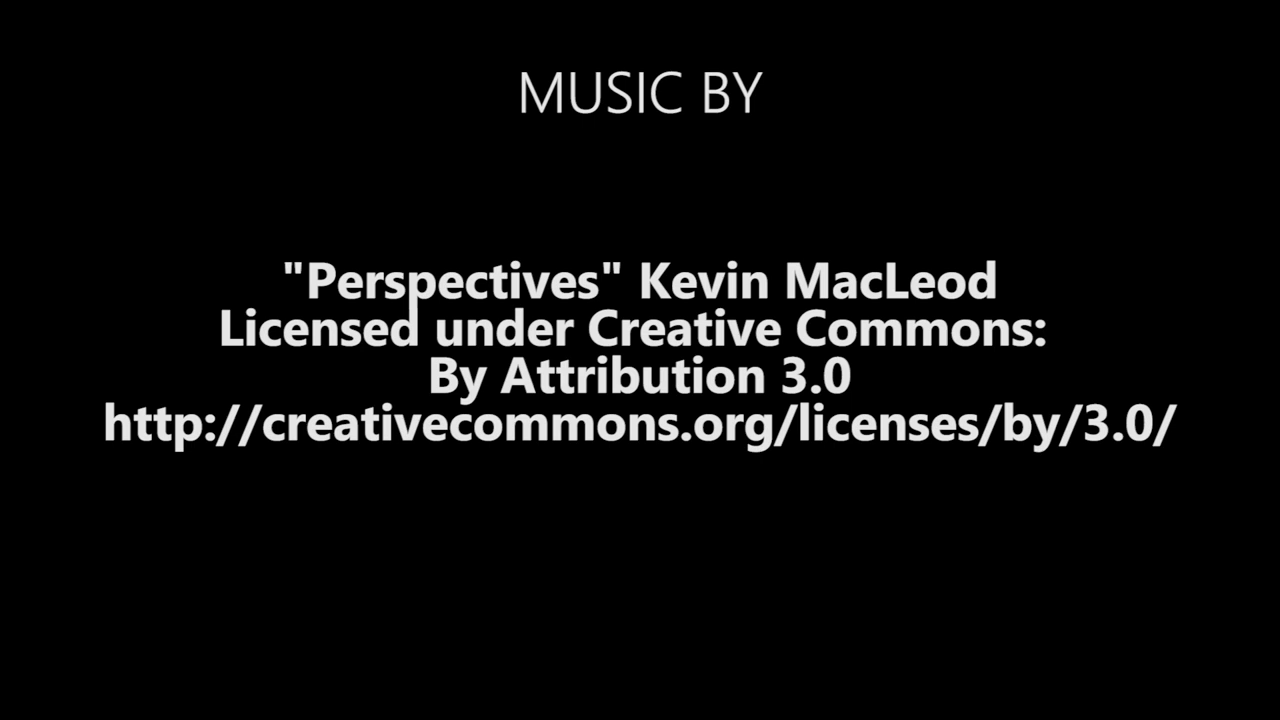 MUSIC BY
"Perspectives" Kevin MacLeod
Licensed under Creative Commons:
By Attribution 3.0
http://creativecommons.org/licenses/by/3.0/